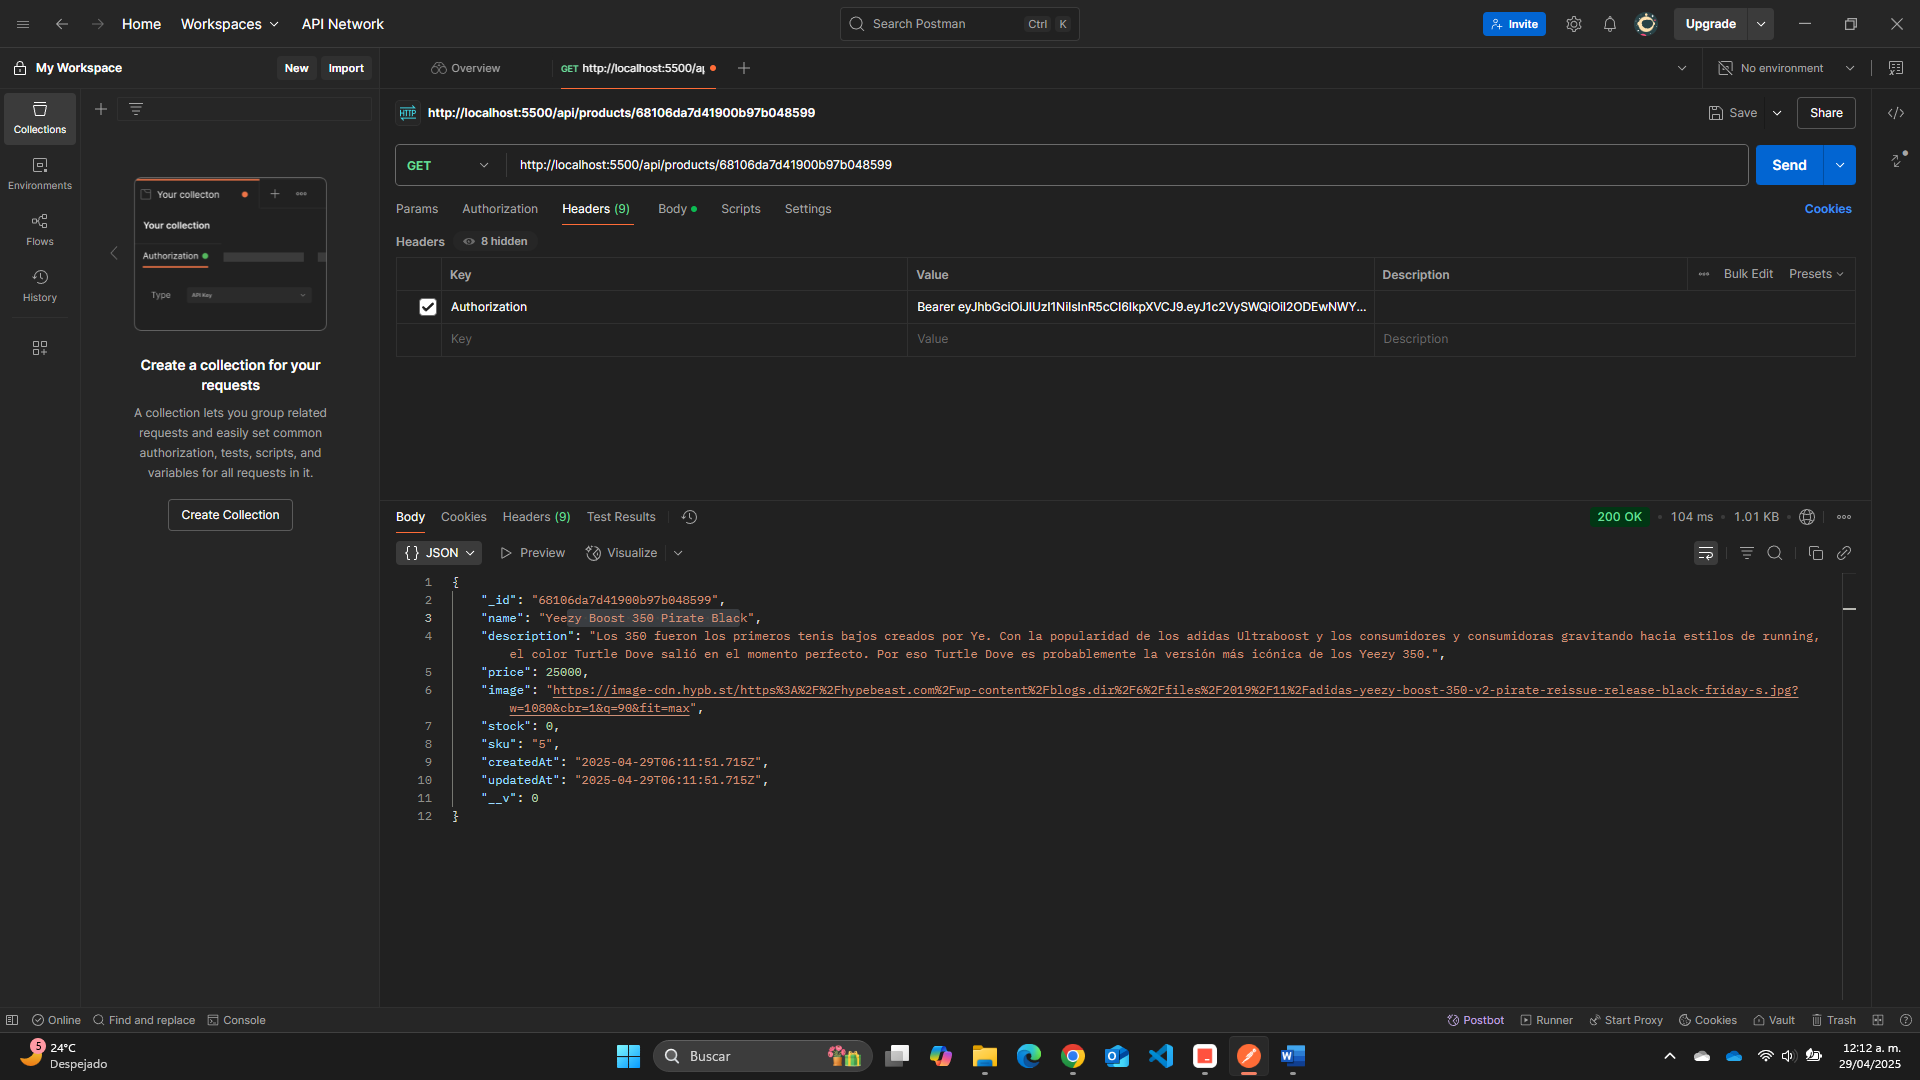 Home
Workspaces
API Network
Search Postman
Ctrl
K
Invite
Upgrade
My Workspace
New
Import
Overview
GET http://localhost:5500/a
No environment
Collections
Environments
Flows
History
Your collecton
Your collection
Authorization
Type
API Key
Create a collection for your
requests
A collection lets you group related
requests and easily set common
authorization, tests, scripts, and
variables for all requests in it.
Create Collection
HTTP
http://localhost:5500/api/products/68106da7d41900b97b048599
Save
Share
GET
http://localhost:5500/api/products/68106da7d41900b97b048599
Send
Params
Authorization
Headers (9)
Body
Scripts
Settings
Cookies
Headers
8 hidden
Key
Value
Description
Bulk Edit
Presets
Authorization
Bearer eyJhbGciOiJIUzI1NiIsInR5cCI6IkpXVCJ9.eyJ1c2VySWQiOiI2ODEwNWY...
Key
Value
Description
Body
Cookies
Headers (9)
Test Results
200 OK
104 ms
1.01 KB
{} JSON
Preview
Visualize
1 {
2 "_id": "68106da7d41900b97b048599",
3 "name": "Yeezy Boost 350 Pirate Black",
4 "description": "Los 350 fueron los primeros tenis bajos creados por Ye. Con la popularidad de los adidas Ultraboost y los consumidores y consumidoras gravitando hacia estilos de running,
el color Turtle Dove salió en el momento perfecto. Por eso Turtle Dove es probablemente la versión más icónica de los Yeezy 350.",
5 "price": 25000,
6 "image": "https://image-cdn.hypb.st/https%3A%2F%2Fhypebeast.com%2Fwp-content%2Fblogs.dir%2F6%2Ffiles%2F2019%2F11%2Fadidas-yeezy-boost-350-v2-pirate-reissue-release-black-friday-s.jpg?
w=1080&cbr=1&q=90&fit=max",
7 "stock": 0,
8 "sku": "5",
9 "createdAt": "2025-04-29T06:11:51.715Z",
10 "updatedAt": "2025-04-29T06:11:51.715Z",
11 "__v": 0
12 }
Online
Find and replace
Console
Postbot
Runner
Start Proxy
Cookies
Vault
Trash
5
24°C
Despejado
Buscar
12:12 a. m.
29/04/2025